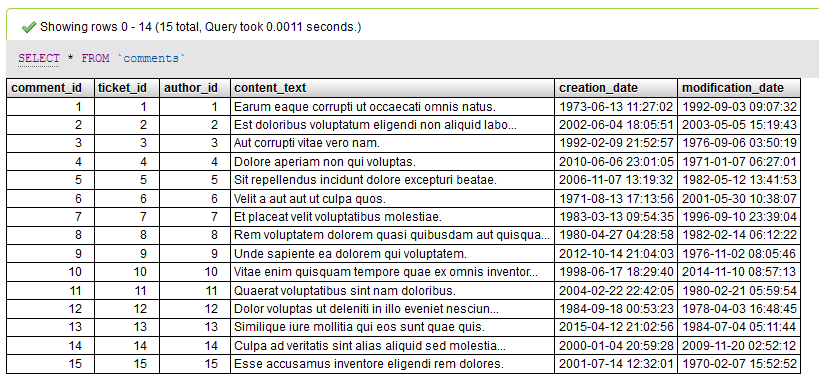 Showing rows 0 - 14 (15 total, Query took 0.0011 seconds.)
SELECT * FROM `comments`
comment_id ticket_id author_id content_text creation_date modification_date
1 1 1 Earum eaque corrupti ut occaecati omnis natus. 1973-06-13 11:27:02 1992-09-03 09:07:32
2 2 2 Est doloribus voluptatum eligendi non aliquid labo... 2002-06-04 18:05:51 2003-05-05 15:19:43
3 3 3 Aut corrupti vitae vero nam. 1992-02-09 21:52:57 1976-09-06 03:50:19
4 4 4 Dolore aperiam non qui voluptas. 2010-06-06 23:01:05 1971-01-07 06:27:01
5 5 5 Sit repellendus incidunt dolore excepturi beatae. 2006-11-07 13:19:32 1982-05-12 13:41:53
6 6 6 Velit a aut aut ut culpa quos. 1971-08-13 17:13:56 2001-05-30 10:38:07
7 7 7 Et placeat velit voluptatibus molestiae. 1983-03-13 09:54:35 1996-09-10 23:39:04
8 8 8 Rem voluptatem dolorem quasi quibusdam aut quisqua... 1980-04-27 04:28:58 1982-02-14 06:12:22
9 9 9 Unde sapiente ea dolorem qui voluptatem. 2012-10-14 21:04:03 1976-11-02 08:05:46
10 10 10 Vitae enim quisquam tempore quae ex omnis inventor... 1998-06-17 18:29:40 2014-11-10 08:57:13
11 11 11 Quaerat voluptatibus sint nam doloribus. 2004-02-22 22:42:05 1980-02-21 05:59:54
12 12 12 Dolor voluptas ut deleniti in illo eveniet nesciun... 1984-09-18 00:53:23 1978-04-03 16:48:45
13 13 13 Similique iure mollitia qui eos sunt quae quis. 2015-04-12 21:02:56 1984-07-04 05:11:44
14 14 14 Culpa ad veritatis sint alias aliquid sed molestia... 2000-01-04 20:59:28 2009-11-20 02:52:12
15 15 15 Esse accusamus inventore eligendi rem dolores. 2001-07-14 12:32:01 1970-02-07 15:52:52